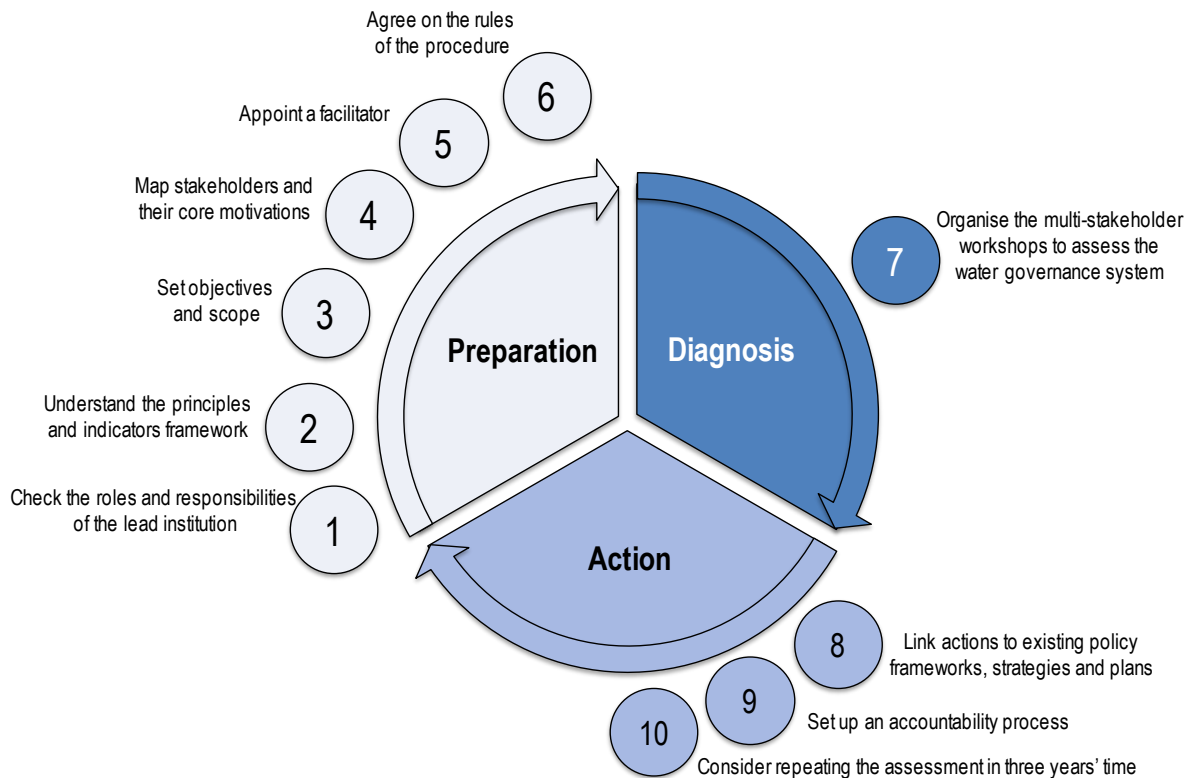 Agree on the rules
of the procedure
6
Appoint a facilitator
5
Map stakeholders and
their core motivations
4
Set objectives
and scope
3
Understand the principles
and indicators framework
2
Check the roles and responsibilities
of the lead institution
1
Preparation
Diagnosis
7
Organise the multi-stakeholder
workshops to assess the
water governance system
Action
8
Link actions to existing policy
frameworks, strategies and plans
9
Set up an accountability process
10
Consider repeating the assessment in three years' time